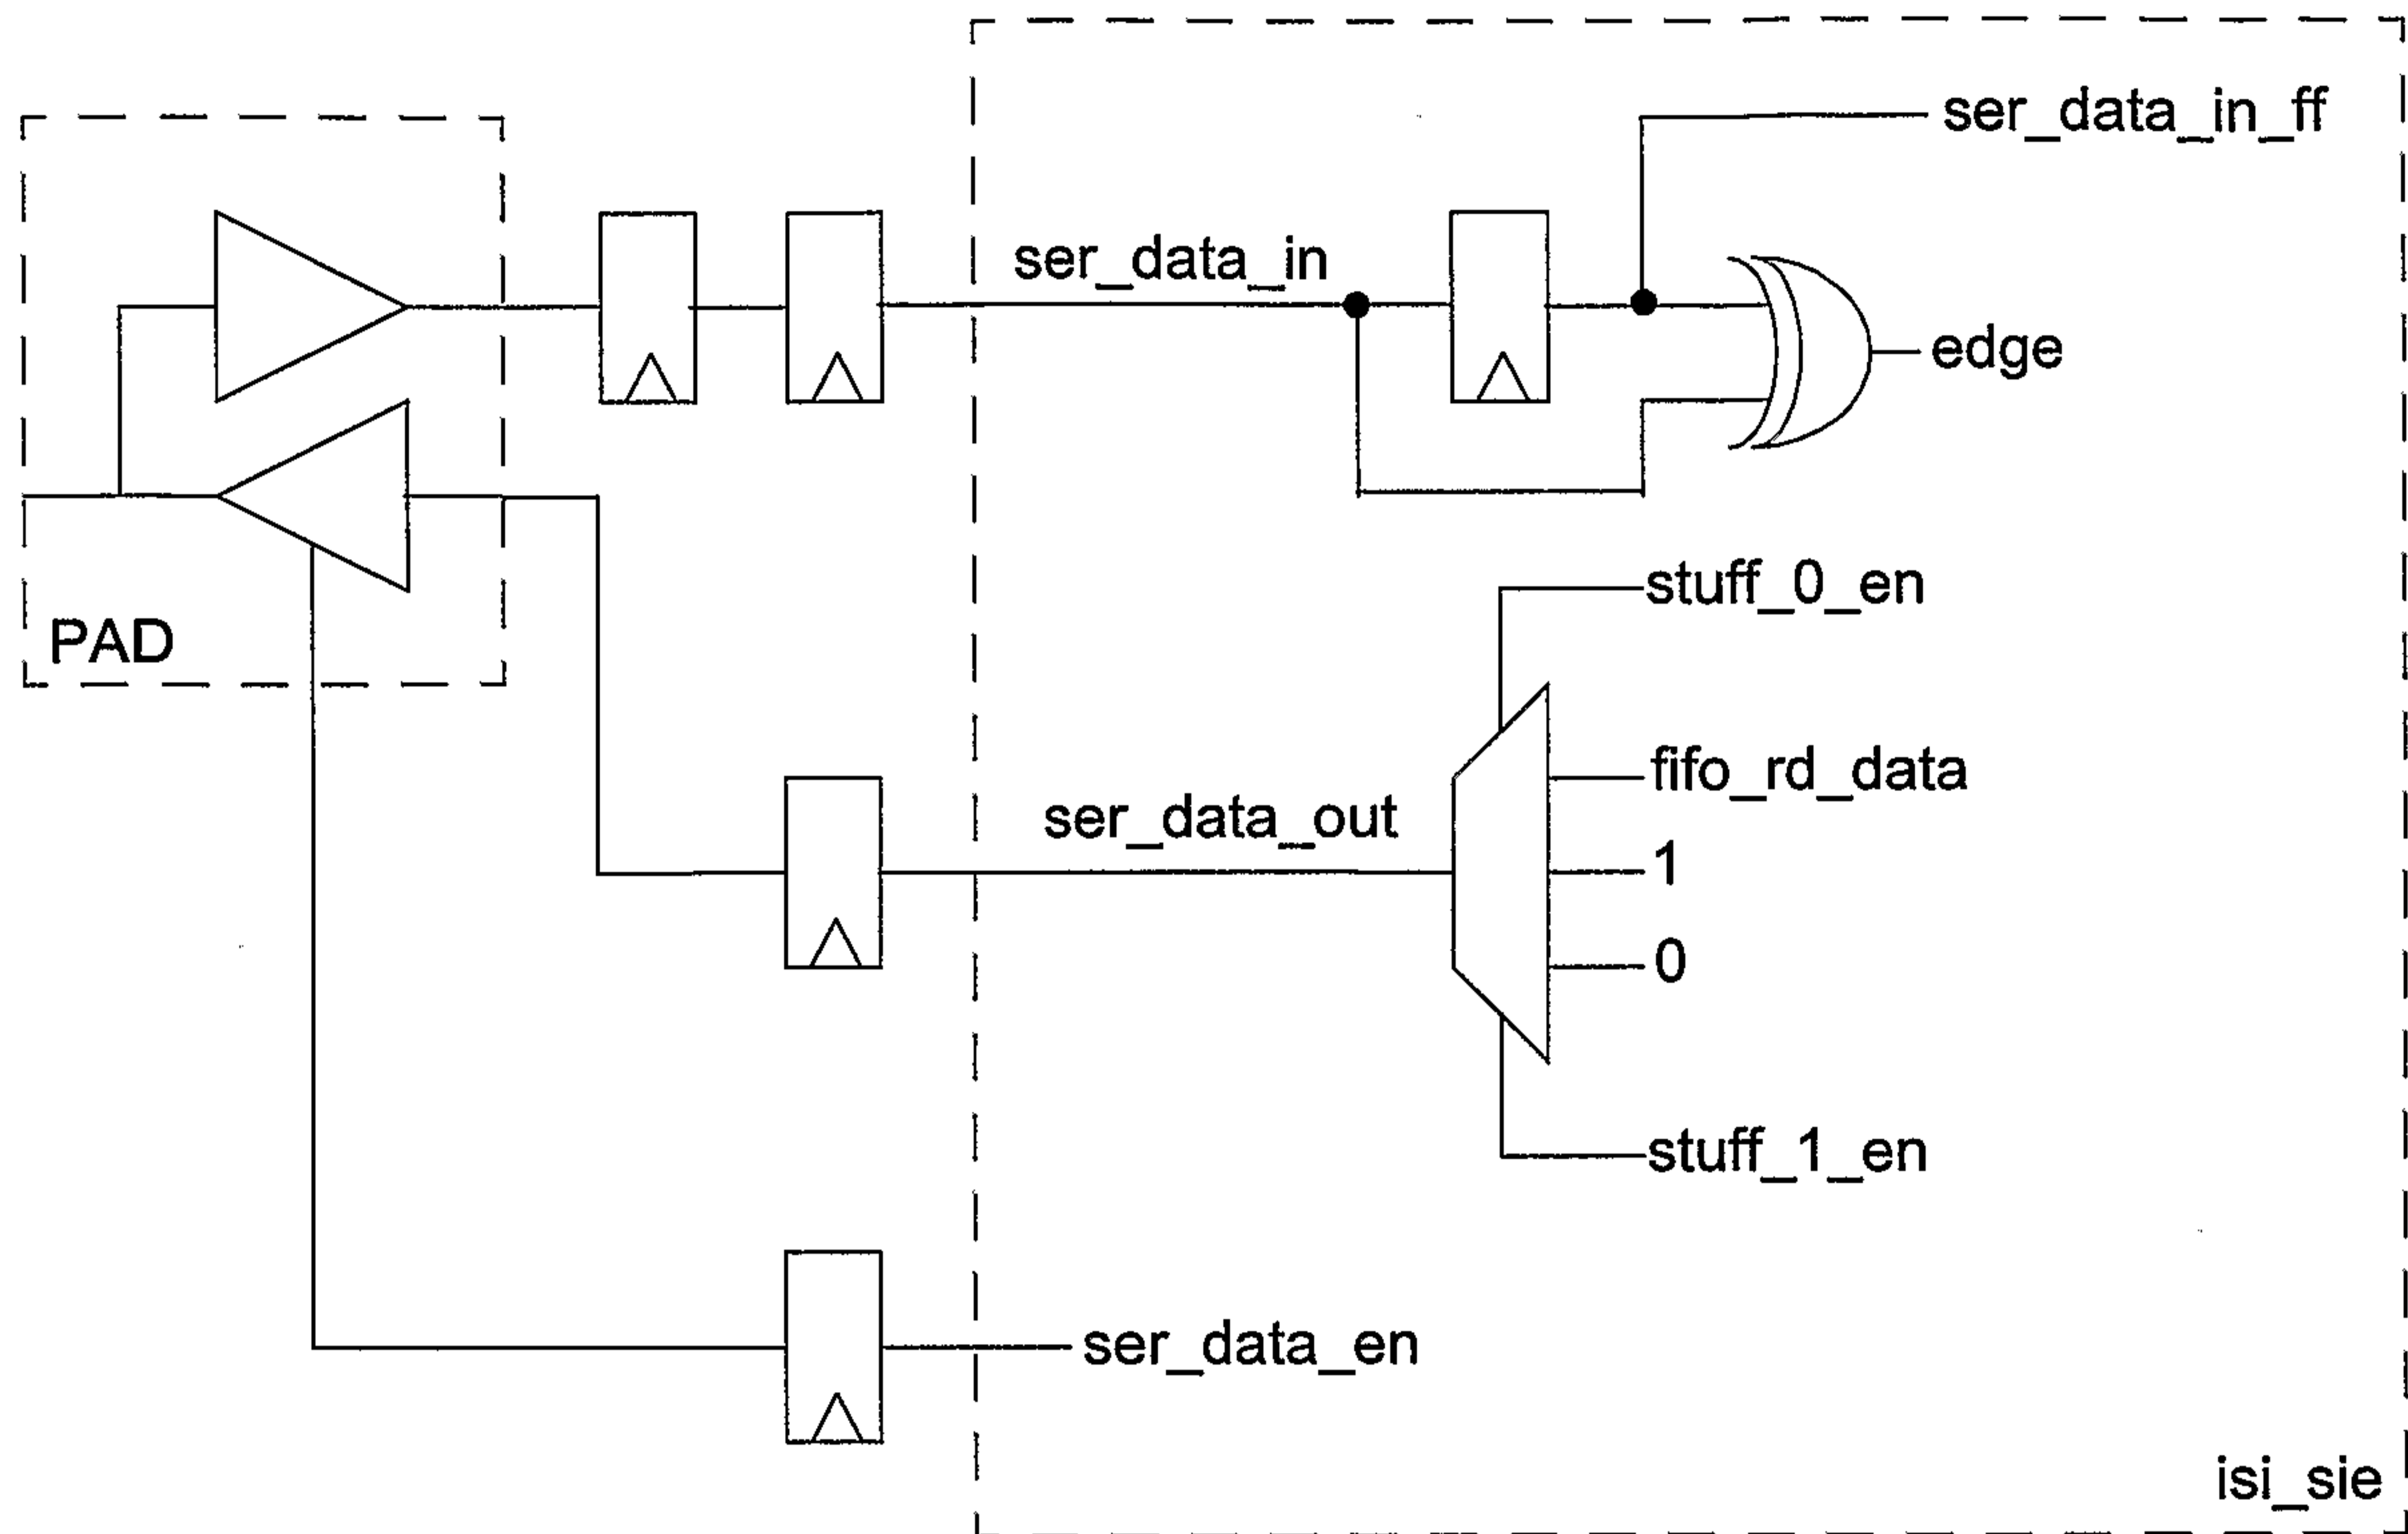 ser_data_in_ff
ser_data_in
edge
stuff_0_en
PAD
fifo_rd_data
ser_data_out
1
0
stuff_1_en
ser_data_en
isi_sie